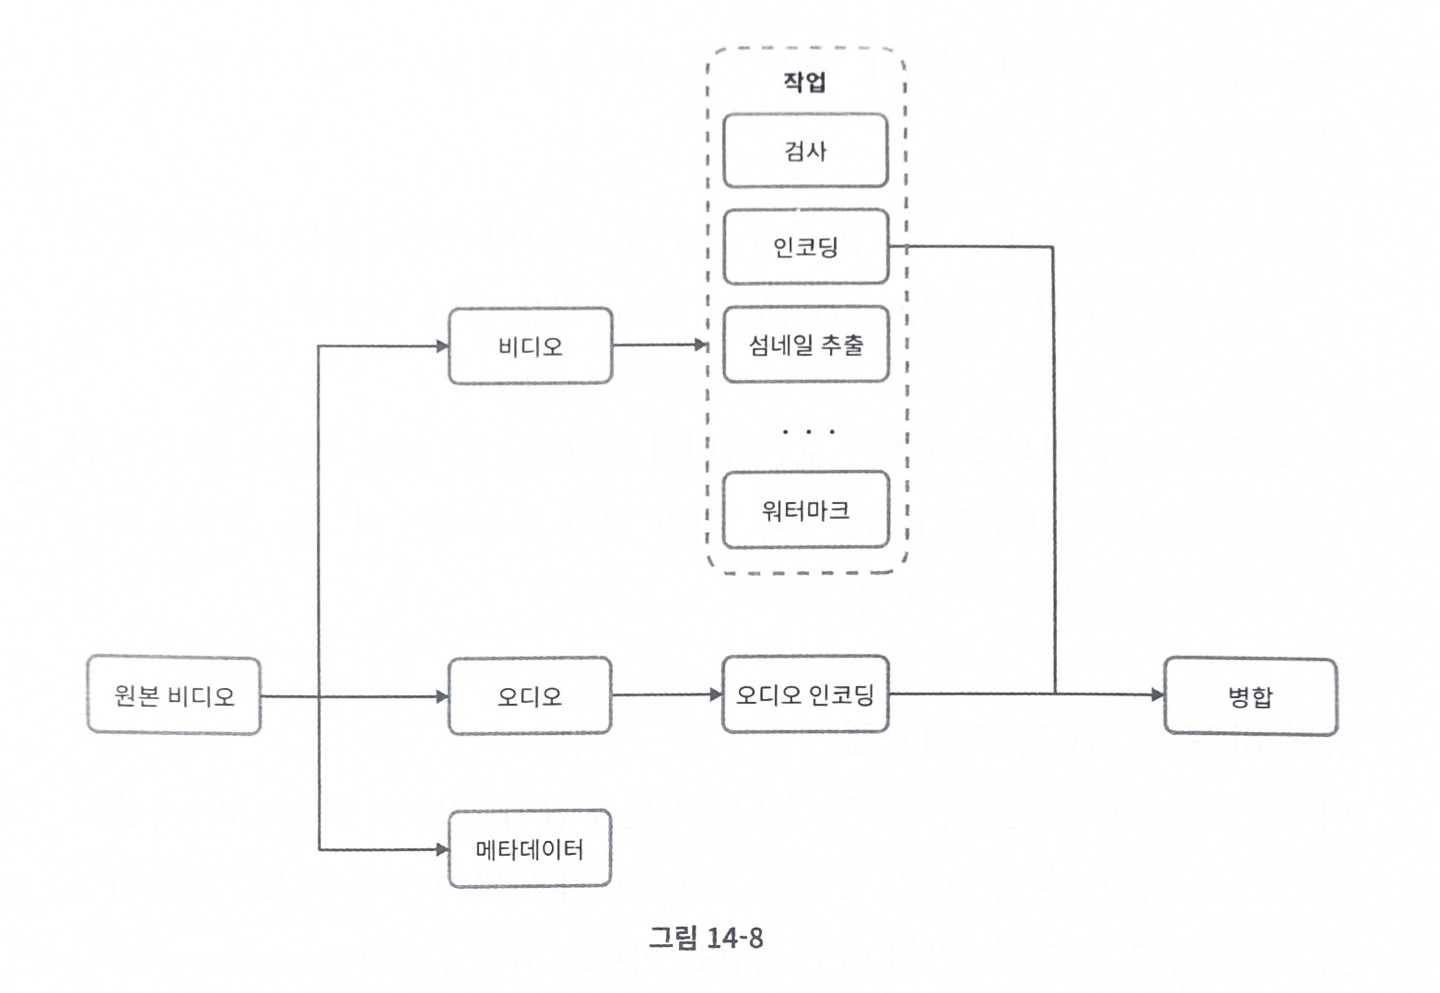 작업
검사
인코딩
비디오
섬네일 추출
. . .
워터마크
원본 비디오
오디오
오디오 인코딩
병합
메타데이터
그림 14-8